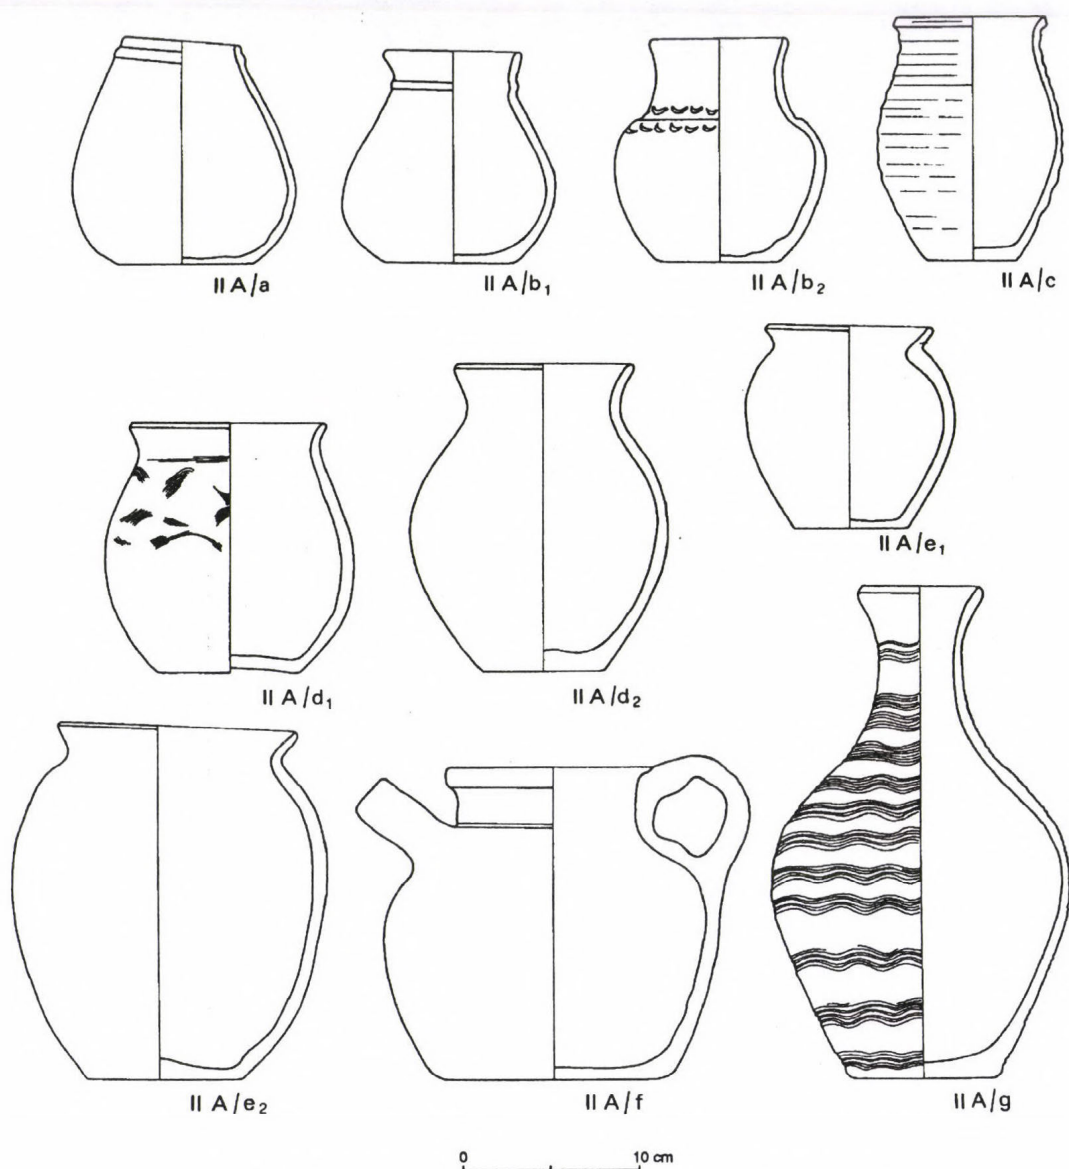 II A/a
II A/b₁
II A/b₂
II A/c
II A/d₁
II A/d₂
II A/e₁
II A/e₂
II A/f
II A/g
0 10 cm